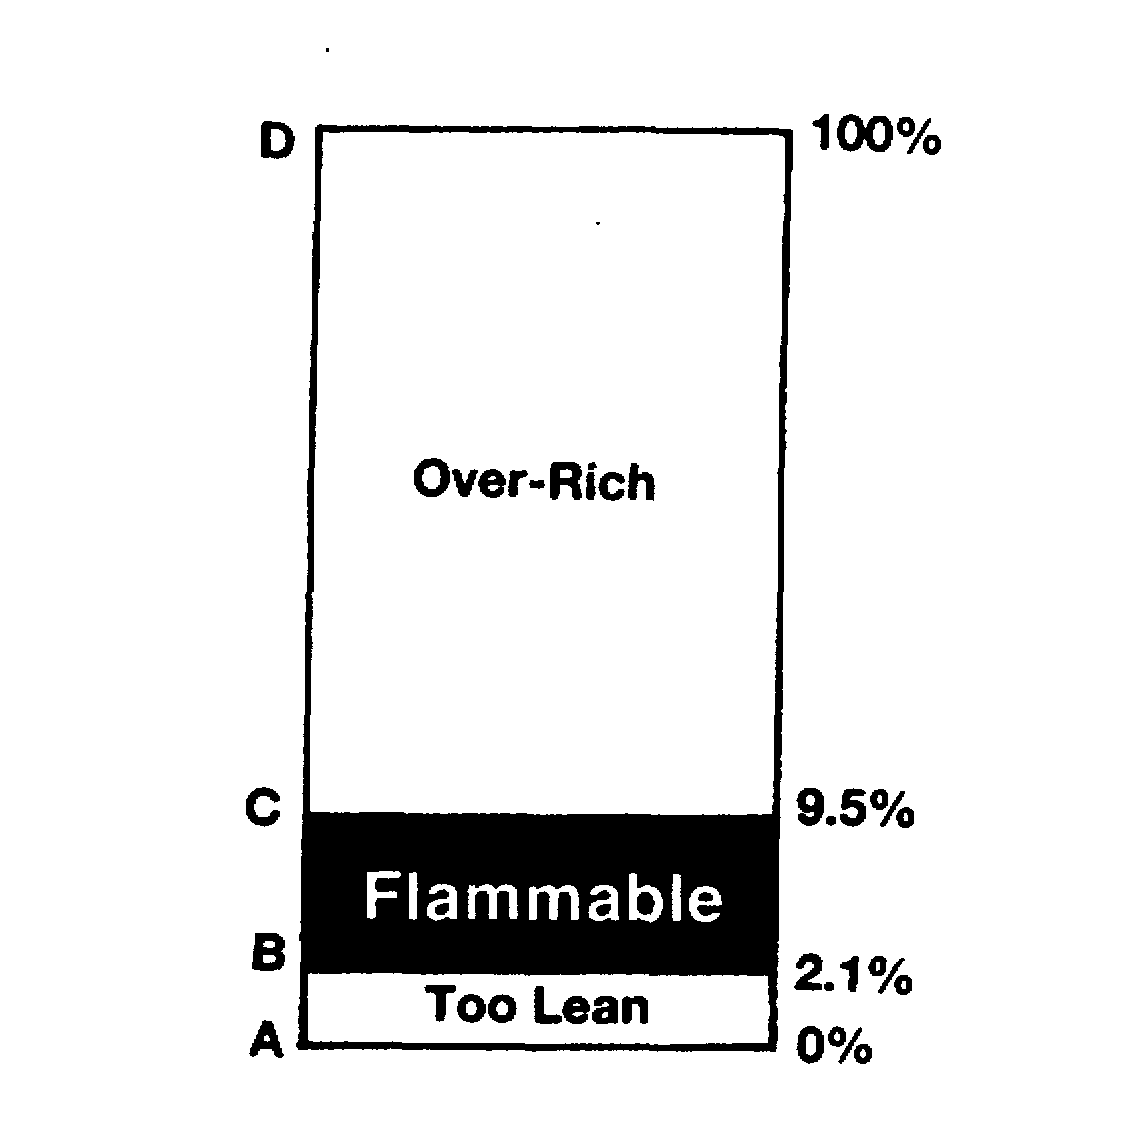 D 100%
Over-Rich
C 9.5%
Flammable
B 2.1%
Too Lean
A 0%